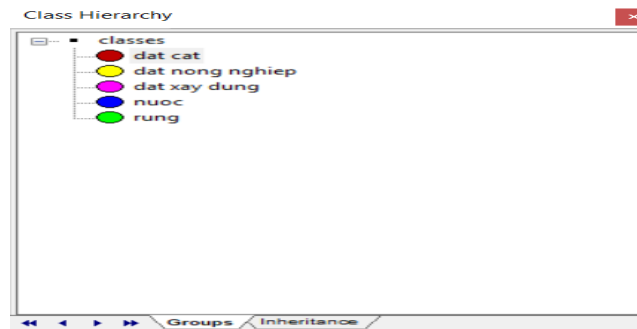 Class Hierarchy
classes
dat cat
dat nong nghiep
dat xay dung
nuoc
rung
Groups Inheritance